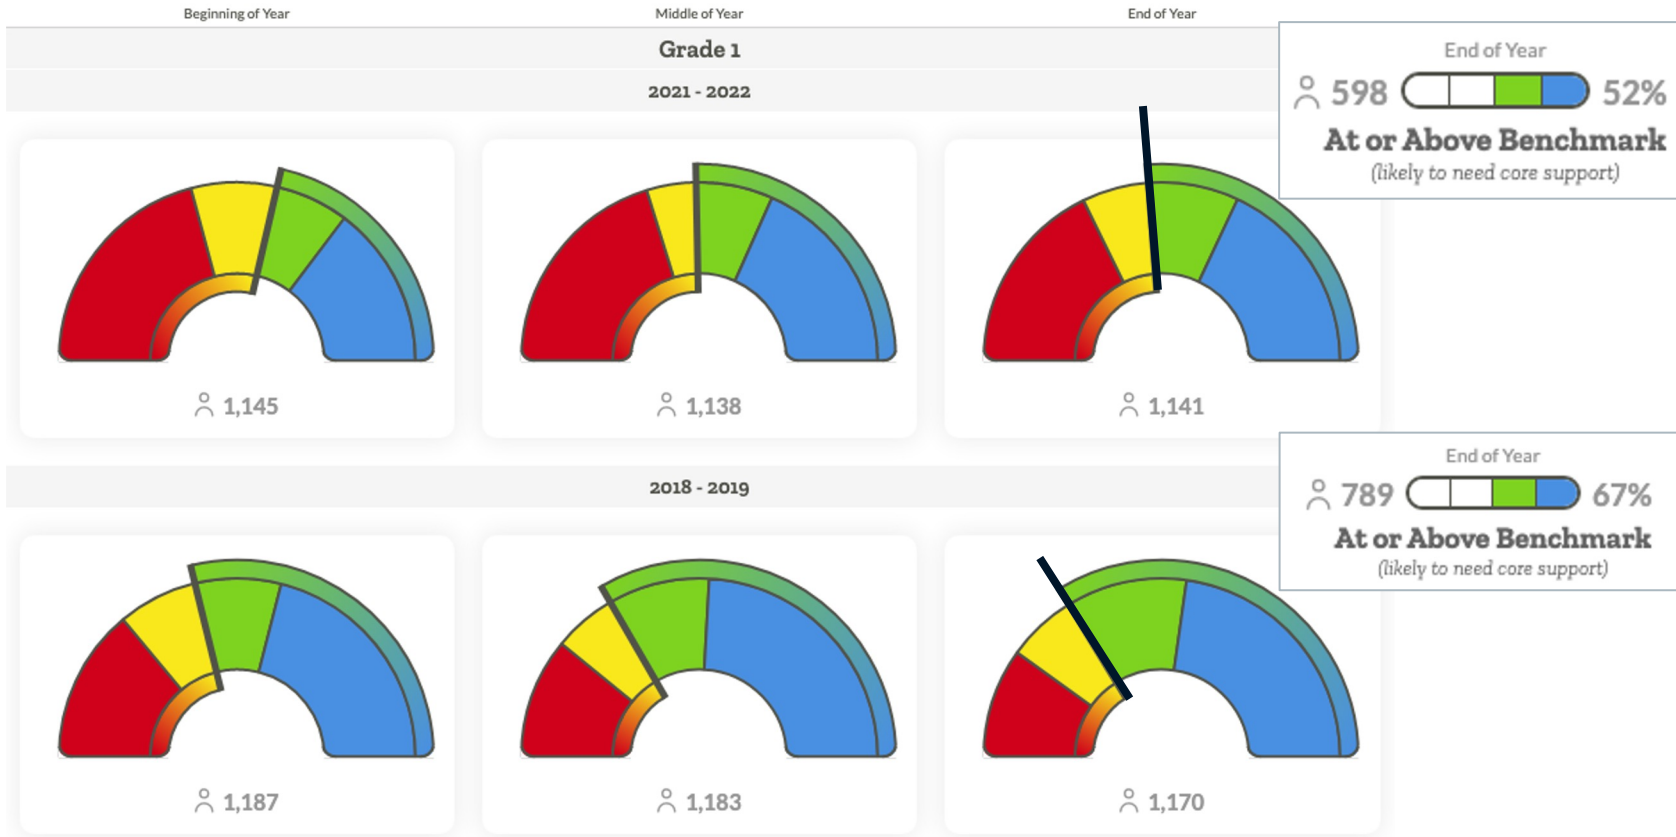 Beginning of Year
Middle of Year
End of Year
Grade 1
2021 - 2022
End of Year
598
52%
At or Above Benchmark
(likely to need core support)
1,145
1,138
1,141
2018 - 2019
End of Year
789
67%
At or Above Benchmark
(likely to need core support)
1,187
1,183
1,170